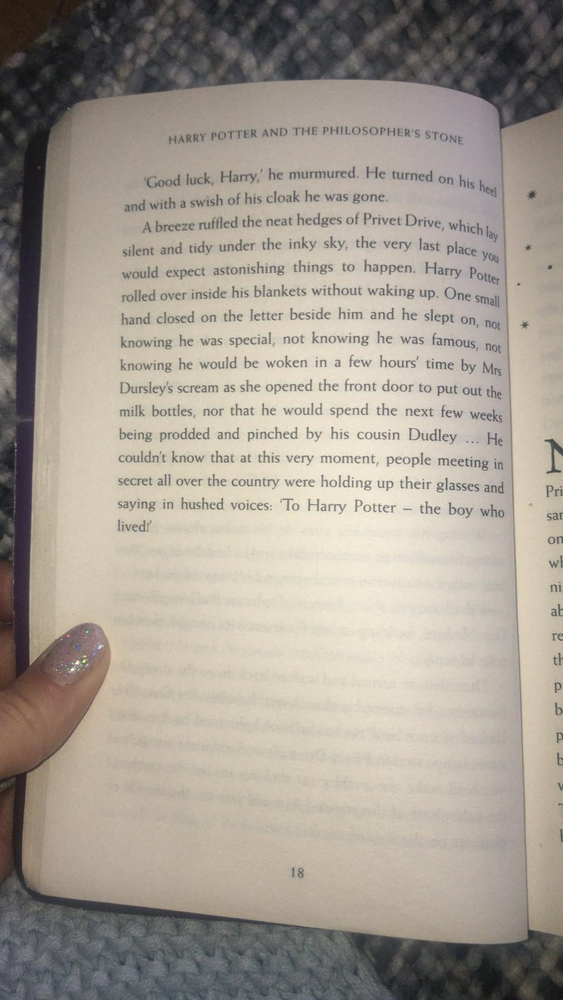 HARRY POTTER AND THE PHILOSOPHER'S STONE
'Good luck, Harry,' he murmured. He turned on his heel
and with a swish of his cloak he was gone.
A breeze ruffled the neat hedges of Privet Drive, which lay
silent and tidy under the inky sky, the very last place you
would expect astonishing things to happen. Harry Potter
rolled over inside his blankets without waking up. One small
hand closed on the letter beside him and he slept on, not
knowing he was special, not knowing he was famous, not
knowing he would be woken in a few hours' time by Mrs
Dursley's scream as she opened the front door to put out the
milk bottles, nor that he would spend the next few weeks
being prodded and pinched by his cousin Dudley ... He
couldn't know that at this very moment, people meeting in
secret all over the country were holding up their glasses and
saying in hushed voices: 'To Harry Potter – the boy who
lived!'
18